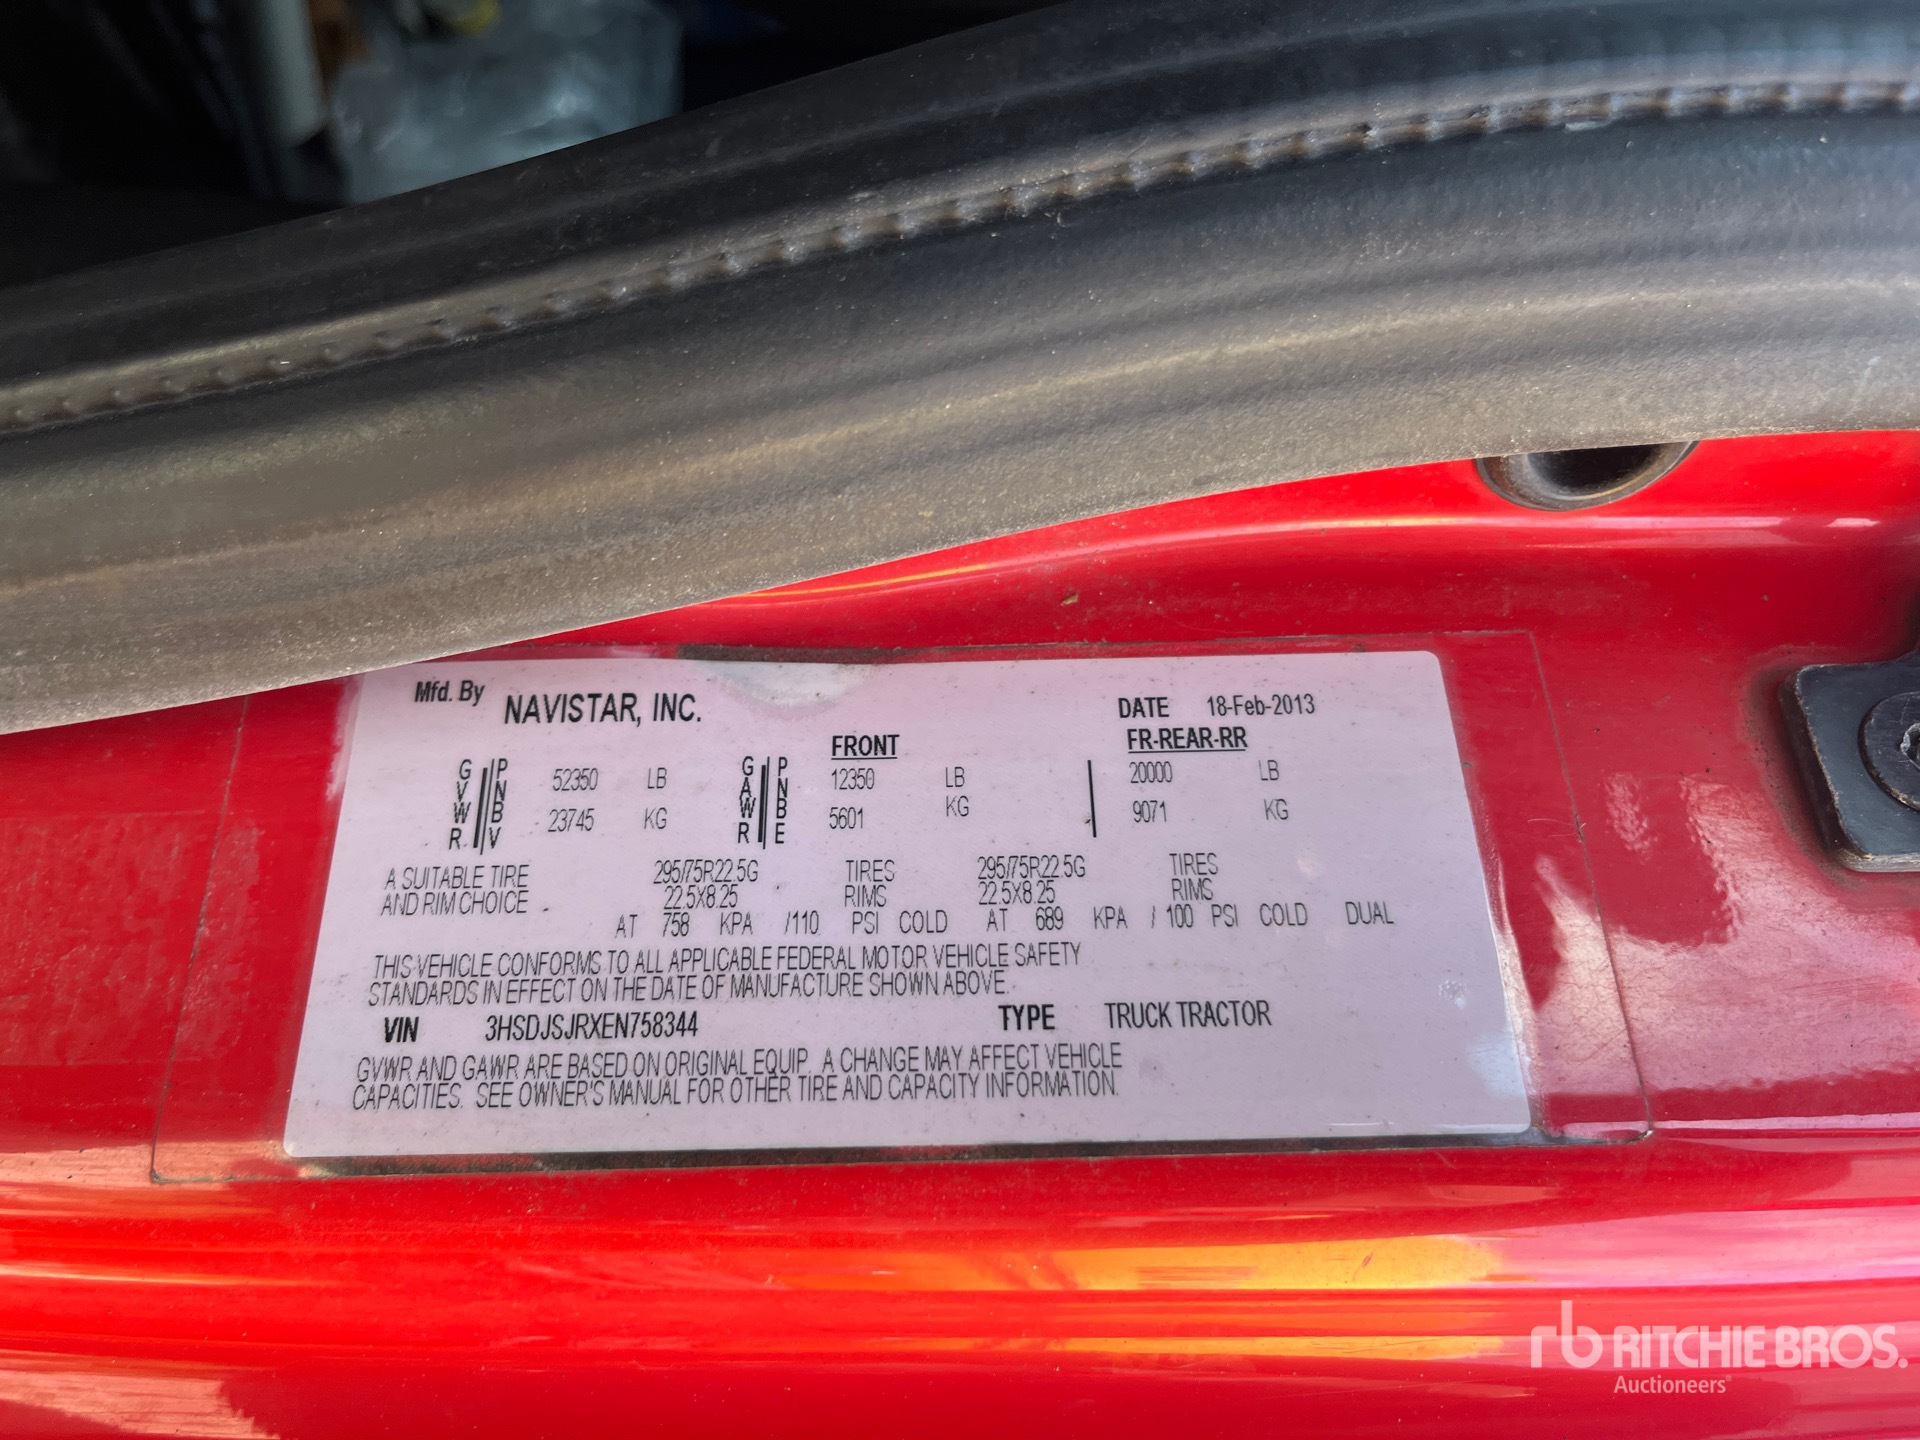 Mfd. By NAVISTAR, INC. DATE 18-Feb-2013
FRONT FR-REAR-RR
GVWR PNBV 52350 LB GAWR PNBE 12350 LB 20000 LB
23745 KG 5601 KG 9071 KG
A SUITABLE TIRE 295/75R22.5G TIRES 295/75R22.5G TIRES
AND RIM CHOICE 22.5X8.25 RIMS 22.5X8.25 RIMS
AT 758 KPA /110 PSI COLD AT 689 KPA / 100 PSI COLD DUAL
THIS VEHICLE CONFORMS TO ALL APPLICABLE FEDERAL MOTOR VEHICLE SAFETY
STANDARDS IN EFFECT ON THE DATE OF MANUFACTURE SHOWN ABOVE.
VIN 3HSDJSJRXEN758344 TYPE TRUCK TRACTOR
GVWR AND GAWR ARE BASED ON ORIGINAL EQUIP. A CHANGE MAY AFFECT VEHICLE
CAPACITIES. SEE OWNER'S MANUAL FOR OTHER TIRE AND CAPACITY INFORMATION.
rb RITCHIE BROS.
Auctioneers